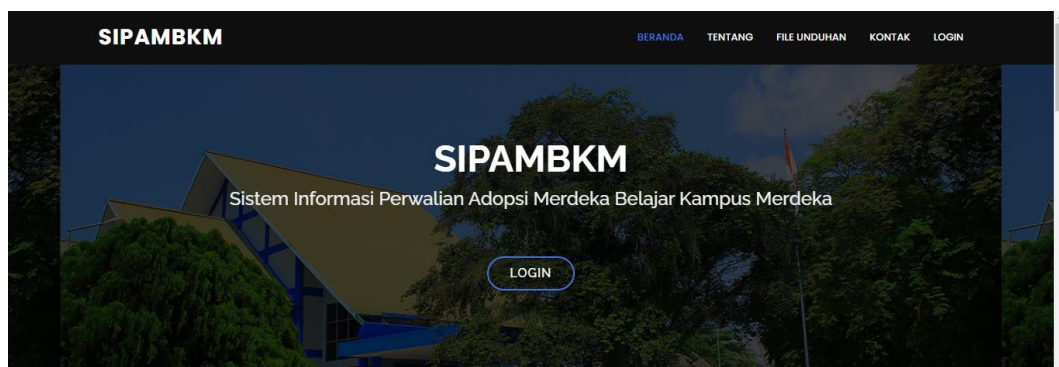 SIPAMBKM
BERANDA TENTANG FILE UNDUHAN KONTAK LOGIN
SIPAMBKM
Sistem Informasi Perwalian Adopsi Merdeka Belajar Kampus Merdeka
LOGIN